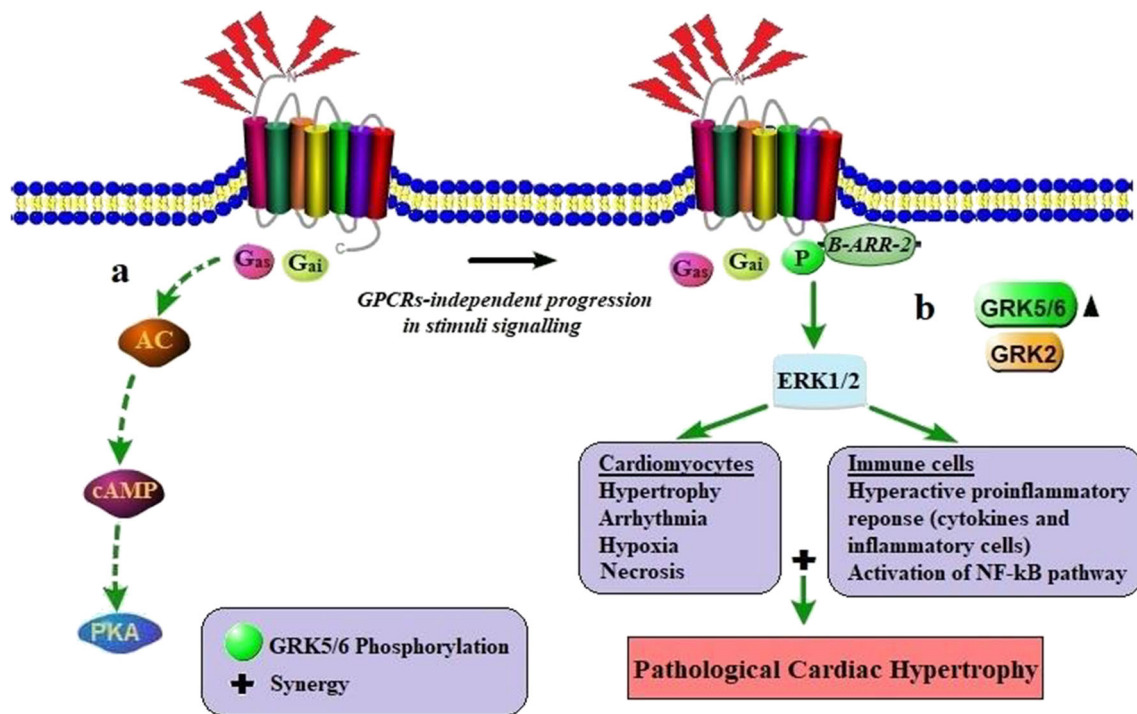 N
N
C
a
Gas
Gai
GPCRs-independent progression
in stimuli signalling
Gas
Gai
P
B-ARR-2
b
GRK5/6
GRK2
AC
cAMP
PKA
ERK1/2
Cardiomyocytes
Hypertrophy
Arrhythmia
Hypoxia
Necrosis
Immune cells
Hyperactive proinflammatory
reponse (cytokines and
inflammatory cells)
Activation of NF-kB pathway
GRK5/6 Phosphorylation
Synergy
Pathological Cardiac Hypertrophy